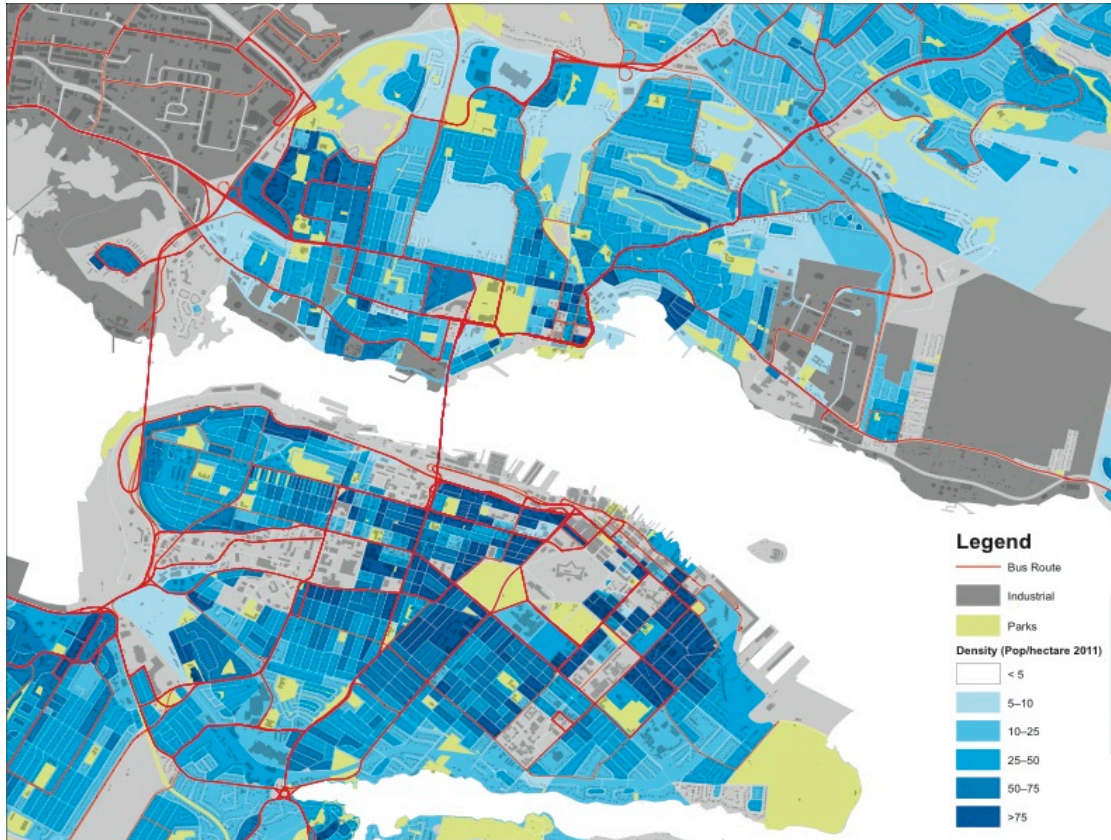 Legend
Bus Route
Industrial
Parks
Density (Pop/hectare 2011)
< 5
5–10
10–25
25–50
50–75
>75